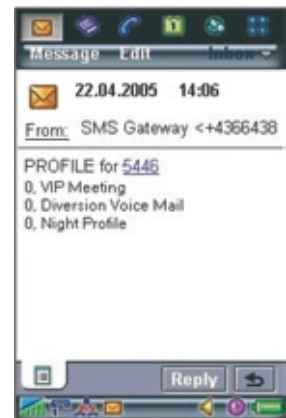 Message Edit Inbox
22.04.2005 14:06
From: SMS Gateway <+4366438
PROFILE for 5446
0, VIP Meeting
0, Diversion Voice Mail
0, Night Profile
Reply